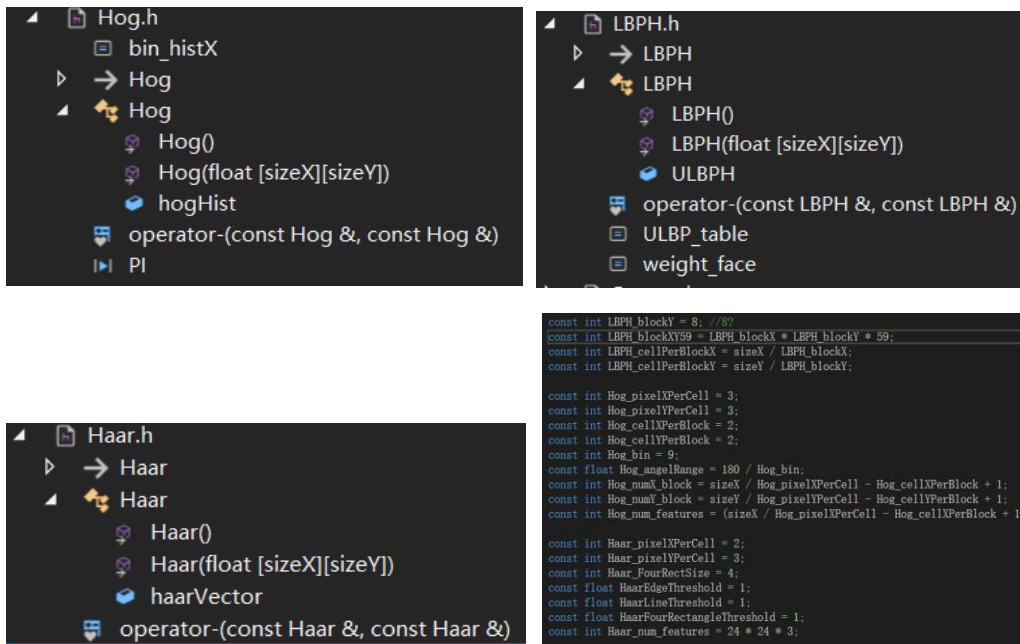 Hog.h
bin_histX
Hog
Hog
Hog()
Hog(float [sizeX][sizeY])
hogHist
operator-(const Hog &, const Hog &)
PI
LBPH.h
LBPH
LBPH
LBPH()
LBPH(float [sizeX][sizeY])
ULBPH
operator-(const LBPH &, const LBPH &)
ULBP_table
weight_face
Haar.h
Haar
Haar
Haar()
Haar(float [sizeX][sizeY])
haarVector
operator-(const Haar &, const Haar &)
const int LBPH_blockY = 8; //8?
const int LBPH_blockXY59 = LBPH_blockX * LBPH_blockY * 59;
const int LBPH_cellPerBlockX = sizeX / LBPH_blockX;
const int LBPH_cellPerBlockY = sizeY / LBPH_blockY;
const int Hog_pixelXPerCell = 3;
const int Hog_pixelYPerCell = 3;
const int Hog_cellXPerBlock = 2;
const int Hog_cellYPerBlock = 2;
const int Hog_bin = 9;
const float Hog_angelRange = 180 / Hog_bin;
const int Hog_numX_block = sizeX / Hog_pixelXPerCell - Hog_cellXPerBlock + 1;
const int Hog_numY_block = sizeY / Hog_pixelYPerCell - Hog_cellYPerBlock + 1;
const int Hog_num_features = (sizeX / Hog_pixelXPerCell - Hog_cellXPerBlock + 1
const int Haar_pixelXPerCell = 2;
const int Haar_pixelYPerCell = 3;
const int Haar_FourRectSize = 4;
const float HaarEdgeThreshold = 1;
const float HaarLineThreshold = 1;
const float HaarFourRectangleThreshold = 1;
const int Haar_num_features = 24 * 24 * 3;